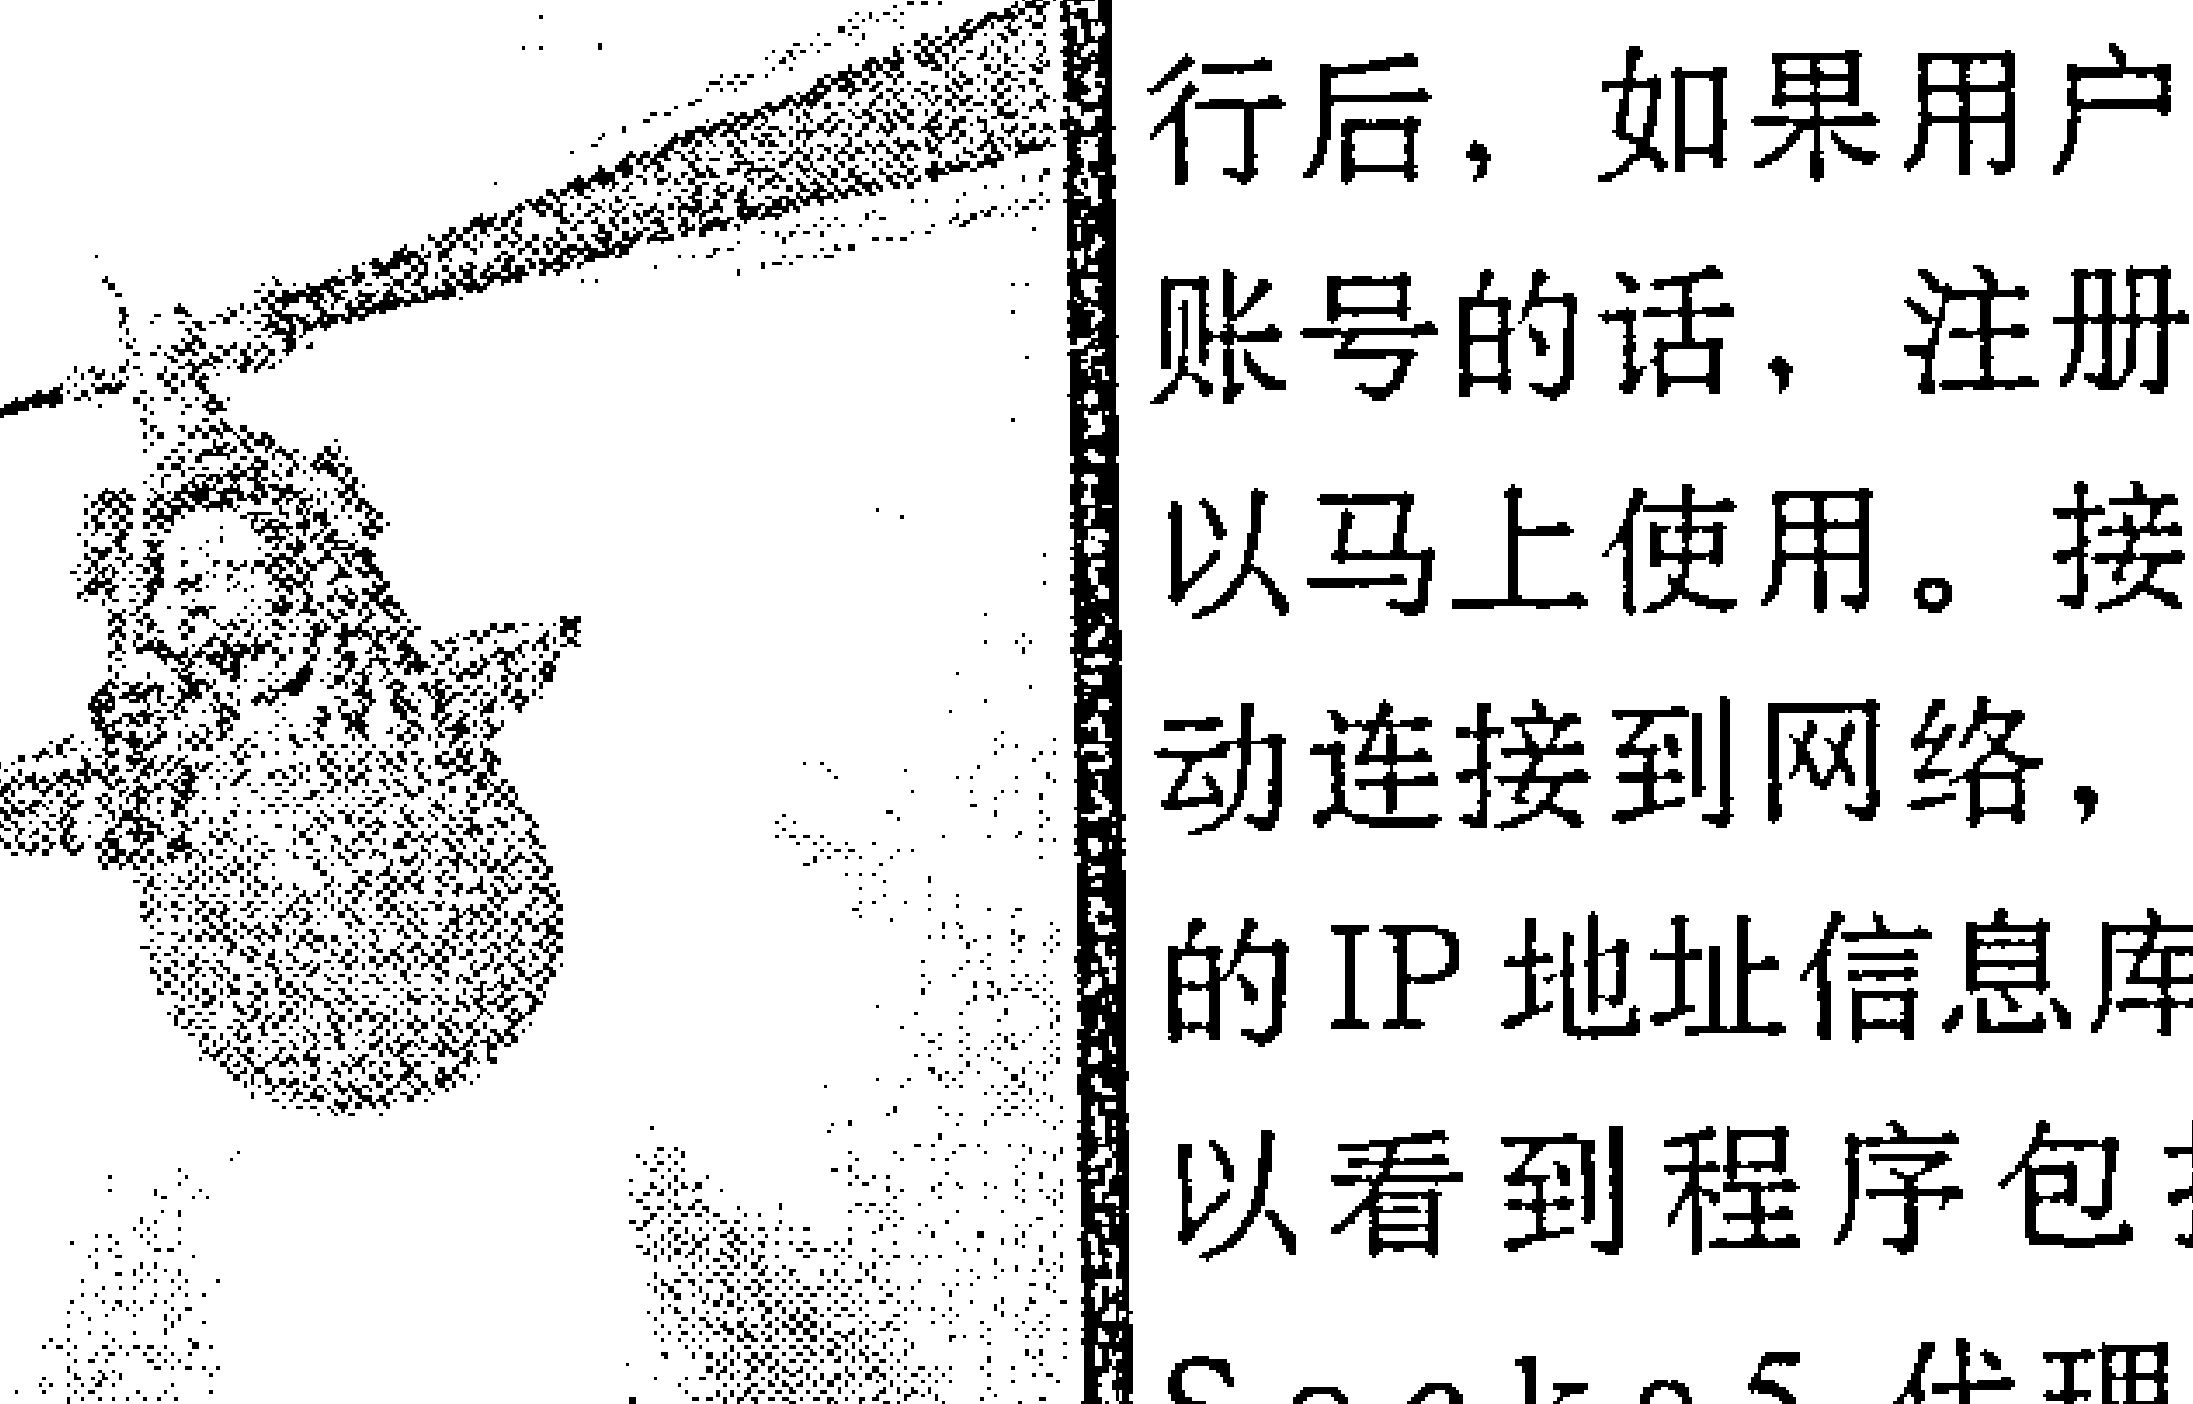 行后，如果用户
账号的话，注册
以马上使用。接
动连接到网络，
的IP地址信息库
以看到程序包
代理